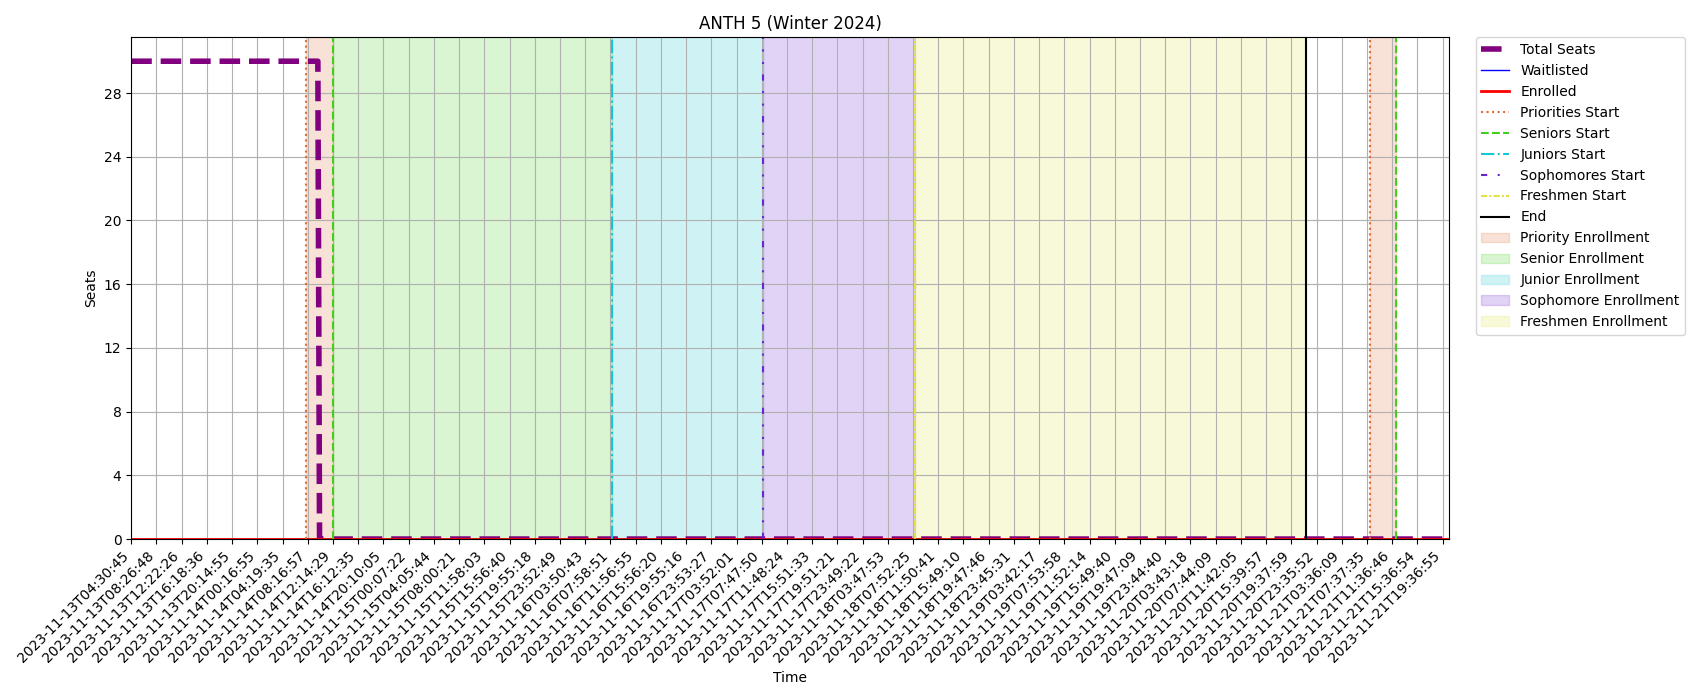 ANTH 5 (Winter 2024)
Total Seats
Waitlisted
Enrolled
Priorities Start
Seniors Start
Juniors Start
Sophomores Start
Freshmen Start
End
Priority Enrollment
Senior Enrollment
Junior Enrollment
Sophomore Enrollment
Freshmen Enrollment
Seats
28
24
20
16
12
8
4
0
2023-11-13T04:30:45
2023-11-13T08:26:48
2023-11-13T12:22:26
2023-11-13T16:18:36
2023-11-13T20:14:55
2023-11-14T00:16:55
2023-11-14T04:19:35
2023-11-14T08:16:57
2023-11-14T12:14:29
2023-11-14T16:12:35
2023-11-14T20:10:05
2023-11-15T00:07:22
2023-11-15T04:05:44
2023-11-15T08:00:21
2023-11-15T11:58:03
2023-11-15T15:56:40
2023-11-15T19:55:18
2023-11-15T23:52:49
2023-11-16T03:50:43
2023-11-16T07:58:51
2023-11-16T11:56:55
2023-11-16T15:56:20
2023-11-16T19:55:16
2023-11-16T23:53:27
2023-11-17T03:52:01
2023-11-17T07:47:50
2023-11-17T11:48:24
2023-11-17T15:51:33
2023-11-17T19:51:21
2023-11-17T23:49:22
2023-11-18T03:47:53
2023-11-18T07:52:25
2023-11-18T11:50:41
2023-11-18T15:49:10
2023-11-18T19:47:46
2023-11-18T23:45:31
2023-11-19T03:42:17
2023-11-19T07:53:58
2023-11-19T11:52:14
2023-11-19T15:49:40
2023-11-19T19:47:09
2023-11-19T23:44:40
2023-11-20T03:43:18
2023-11-20T07:44:09
2023-11-20T11:42:05
2023-11-20T15:39:57
2023-11-20T19:37:59
2023-11-20T23:35:52
2023-11-21T03:36:09
2023-11-21T07:37:35
2023-11-21T11:36:46
2023-11-21T15:36:54
2023-11-21T19:36:55
Time